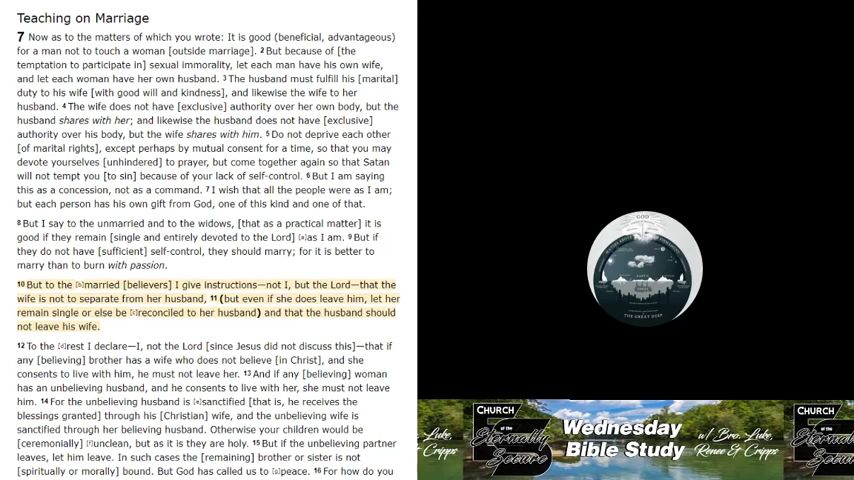 Teaching on Marriage
7 Now as to the matters of which you wrote: It is good (beneficial, advantageous)
for a man not to touch a woman [outside marriage]. 2 But because of [the
temptation to participate in] sexual immorality, let each man have his own wife,
and let each woman have her own husband. 3 The husband must fulfill his [marital]
duty to his wife [with good will and kindness], and likewise the wife to her
husband. 4 The wife does not have [exclusive] authority over her own body, but the
husband shares with her; and likewise the husband does not have [exclusive]
authority over his body, but the wife shares with him. 5 Do not deprive each other
[of marital rights], except perhaps by mutual consent for a time, so that you may
devote yourselves [unhindered] to prayer, but come together again so that Satan
will not tempt you [to sin] because of your lack of self-control. 6 But I am saying
this as a concession, not as a command. 7 I wish that all the people were as I am;
but each person has his own gift from God, one of this kind and one of that.
8 But I say to the unmarried and to the widows, [that as a practical matter] it is
good if they remain [single and entirely devoted to the Lord] [a]as I am. 9 But if
they do not have [sufficient] self-control, they should marry; for it is better to
marry than to burn with passion.
10 But to the [b]married [believers] I give instructions—not I, but the Lord—that the
wife is not to separate from her husband, 11 (but even if she does leave him, let her
remain single or else be [c]reconciled to her husband) and that the husband should
not leave his wife.
12 To the [d]rest I declare—I, not the Lord [since Jesus did not discuss this]—that if
any [believing] brother has a wife who does not believe [in Christ], and she
consents to live with him, he must not leave her. 13 And if any [believing] woman
has an unbelieving husband, and he consents to live with her, she must not leave
him. 14 For the unbelieving husband is [e]sanctified [that is, he receives the
blessings granted] through his [Christian] wife, and the unbelieving wife is
sanctified through her believing husband. Otherwise your children would be
[ceremonially] [f]unclean, but as it is they are holy. 15 But if the unbelieving partner
leaves, let him leave. In such cases the [remaining] brother or sister is not
[spiritually or morally] bound. But God has called us to [g]peace. 16 For how do you
GOD
EARTH
THE GREAT DEEP
. Luke,
Cripps
CHURCH
of the
Eternally
Secure
Wednesday
Bible Study
w/ Bro. Luke,
Renee & Cripps
CHURCH
of the
Eternally
Secure